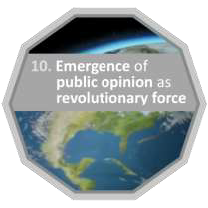 10. Emergence of
public opinion as
revolutionary force